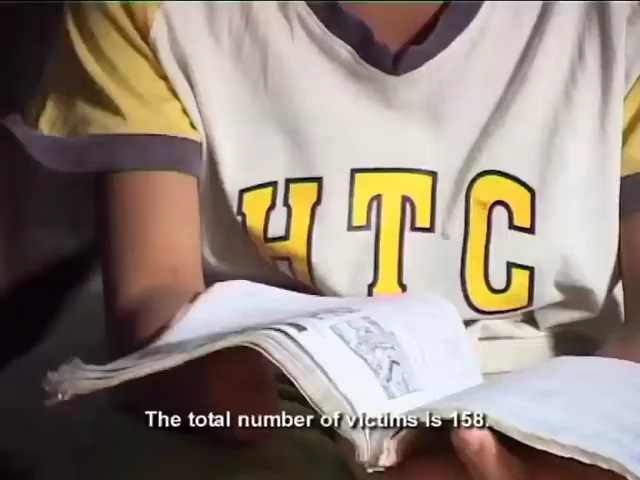 HTC
The total number of victims is 158.